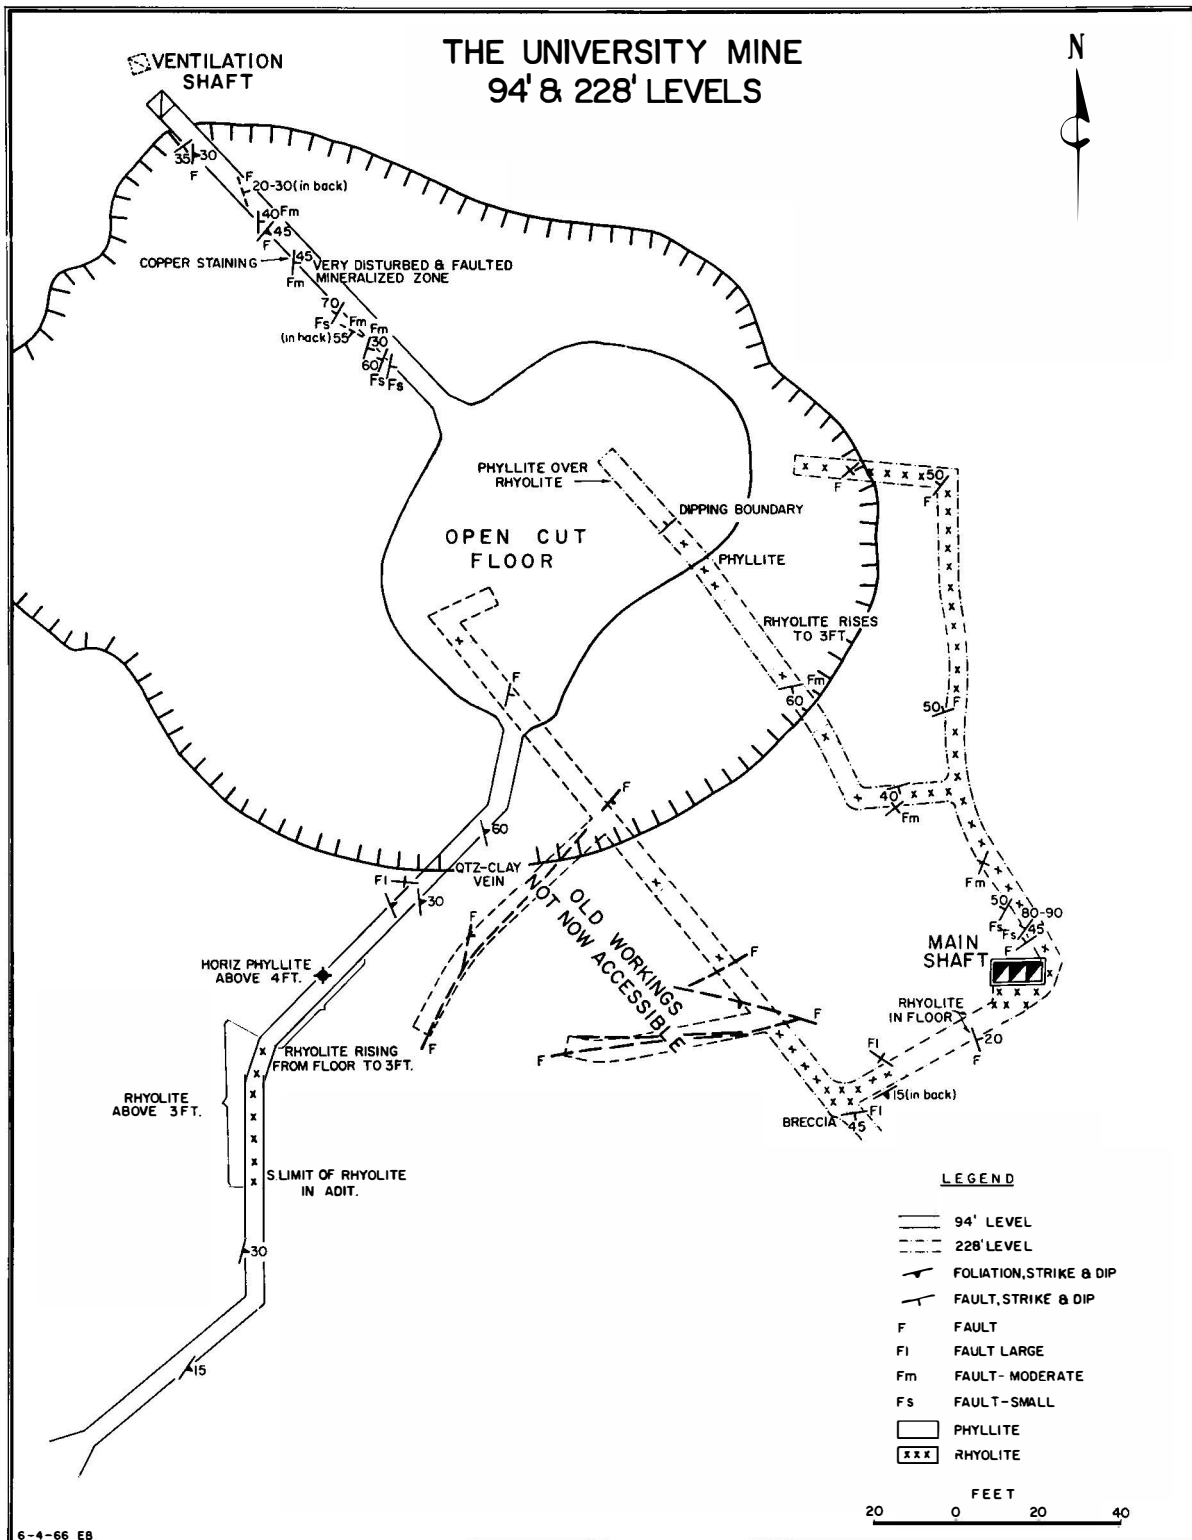 THE UNIVERSITY MINE
94' & 228' LEVELS
N
VENTILATION
SHAFT
35
30
F
F
20-30(in back)
40
Fm
45
F
COPPER STAINING
45
Fm
VERY DISTURBED & FAULTED
MINERALIZED ZONE
70
Fs
Fm
(in back) 55
Fm
30
60
Fs
Fs
PHYLLITE OVER
RHYOLITE
DIPPING BOUNDARY
F
50
F
OPEN CUT
FLOOR
PHYLLITE
RHYOLITE RISES
TO 3FT
F
Fm
60
50
F
F
40
Fm
60
QTZ-CLAY
VEIN
Fl
30
F
OLD WORKINGS
NOT NOW ACCESSIBLE
Fm
50
80-90
Fs
Fs
45
F
MAIN
SHAFT
HORIZ PHYLLITE
ABOVE 4FT.
F
RHYOLITE
IN FLOOR
F
20
F
F
F
RHYOLITE RISING
FROM FLOOR TO 3FT.
Fl
RHYOLITE
ABOVE 3FT.
15(in back)
BRECCIA
45
Fl
S.LIMIT OF RHYOLITE
IN ADIT.
30
15
LEGEND
94' LEVEL
228' LEVEL
FOLIATION, STRIKE & DIP
FAULT, STRIKE & DIP
F FAULT
Fl FAULT LARGE
Fm FAULT- MODERATE
Fs FAULT-SMALL
PHYLLITE
xxx RHYOLITE
FEET
20 0 20 40
6-4-66 EB